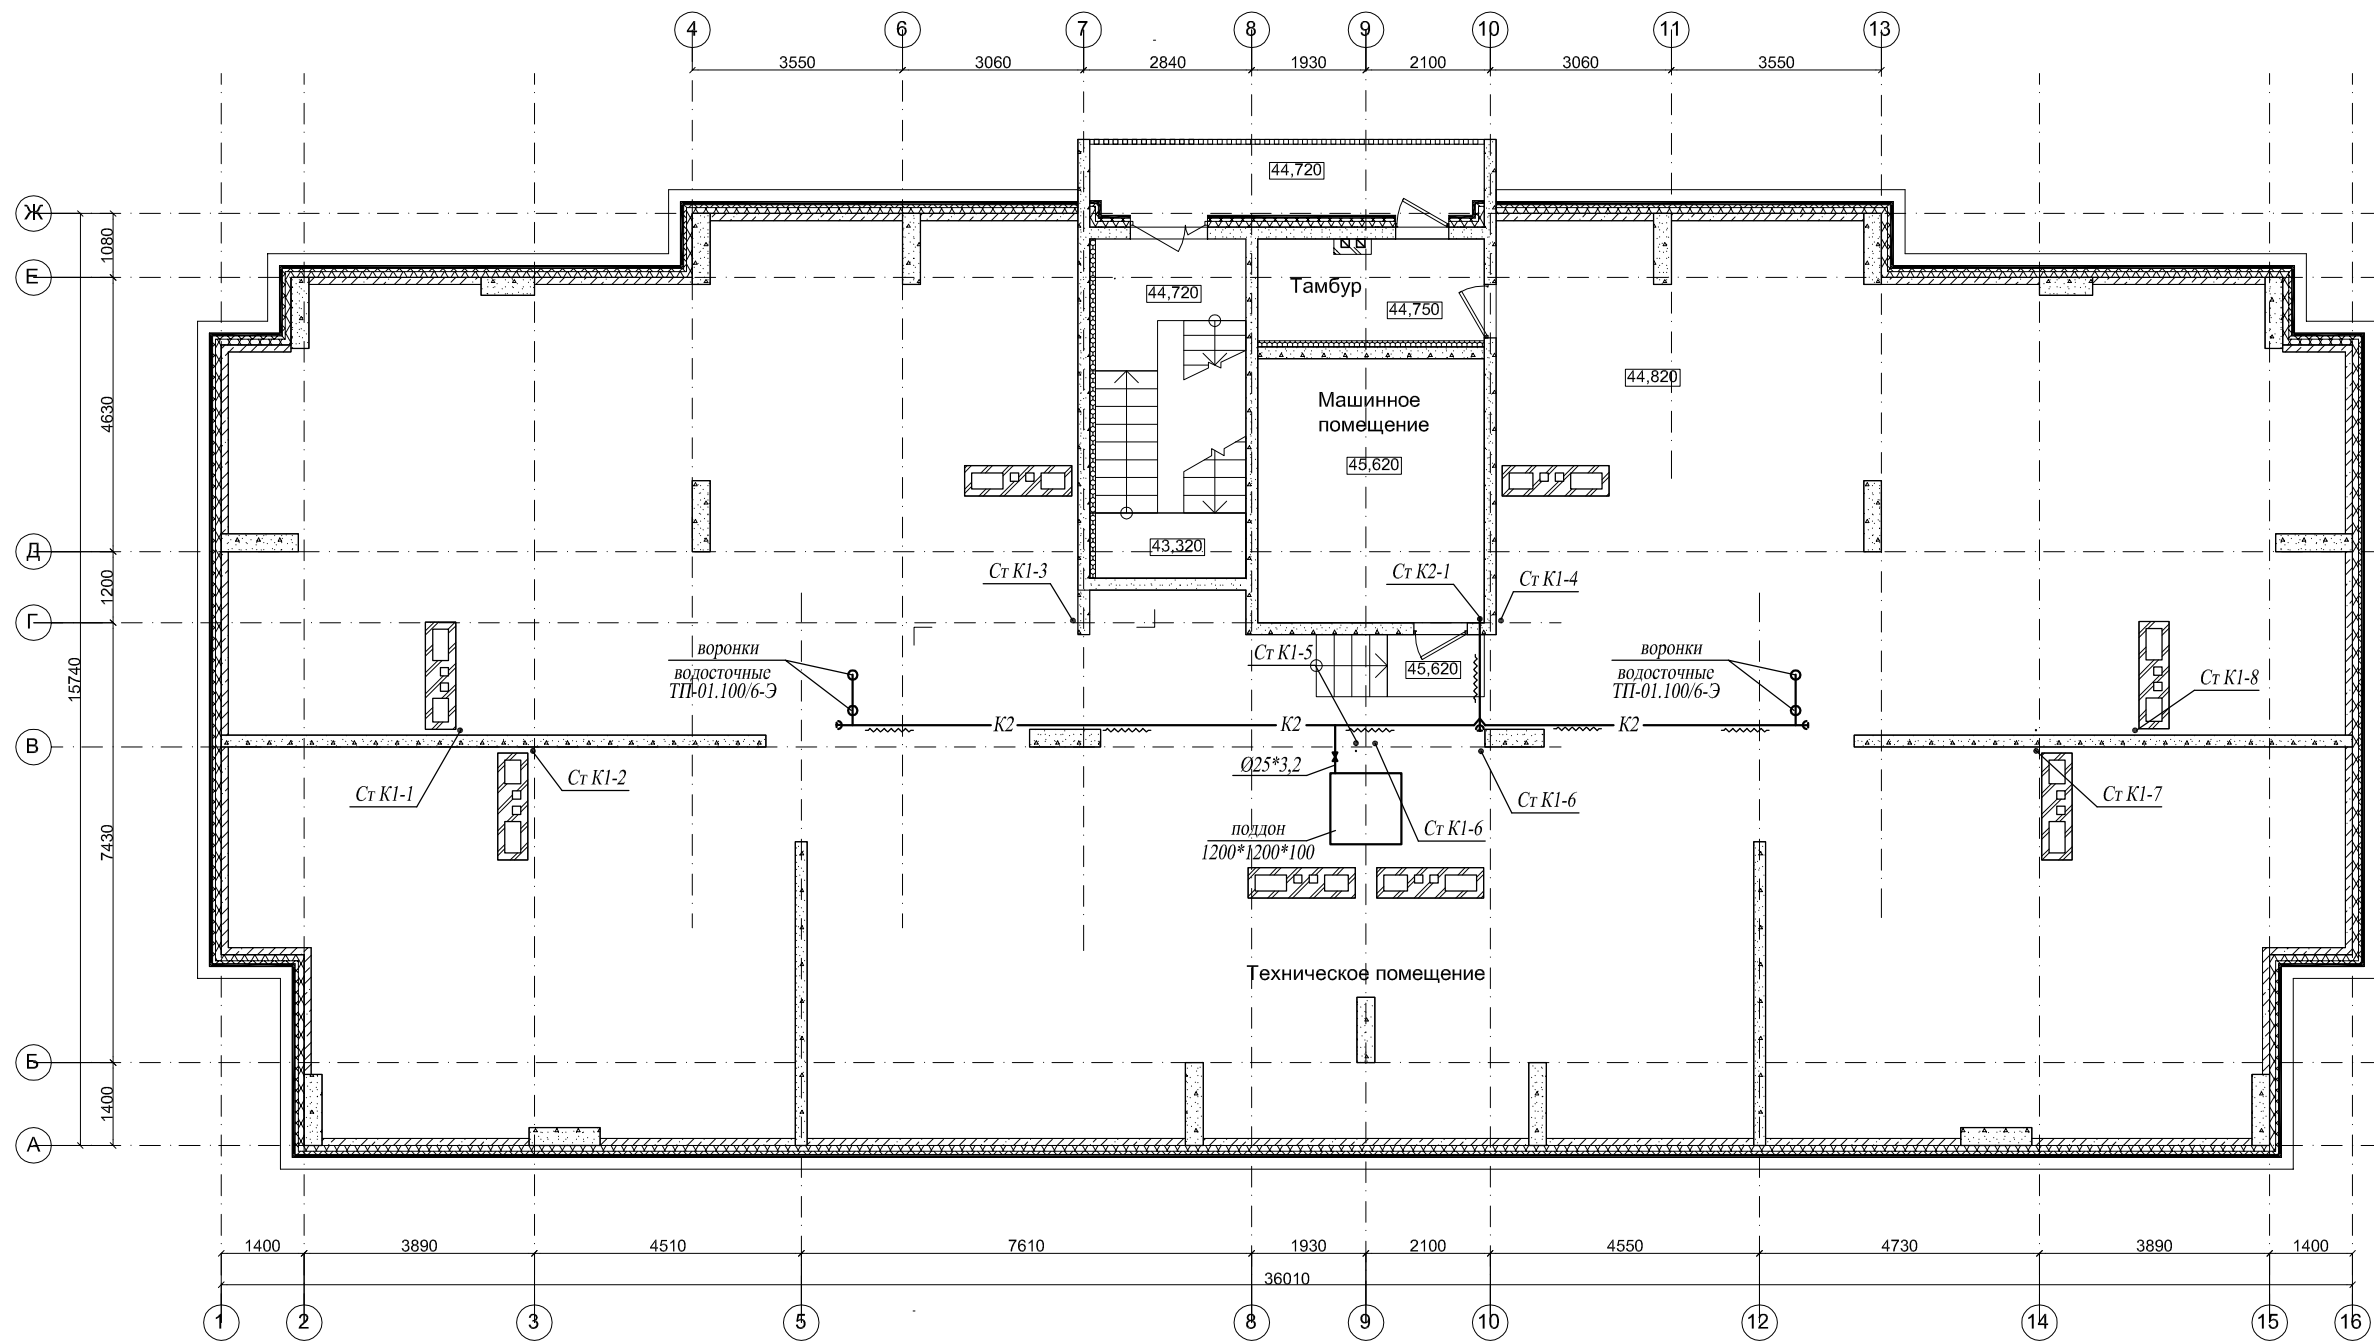 4 6 7 8 9 10 11 13
3550 3060 2840 1930 2100 3060 3550
44,720
Ж
1080
Е
44,720
Тамбур
44,750
4630
44,820
Машинное
помещение
45,620
Д
43,320
1200
Ст К1-3
Ст К2-1
Ст К1-4
Г
воронки
водосточные
ТП-01.100/6-Э
Ст К1-5
45,620
воронки
водосточные
ТП-01.100/6-Э
Ст К1-8
15740
К2 К2 К2
В
Ø25*3,2
Ст К1-1
Ст К1-2
Ст К1-6
Ст К1-7
поддон
1200*1200*100
Ст К1-6
7430
Техническое помещение
Б
1400
А
1400 3890 4510 7610 1930 2100 4550 4730 3890 1400
36010
1 2 3 5 8 9 10 12 14 15 16